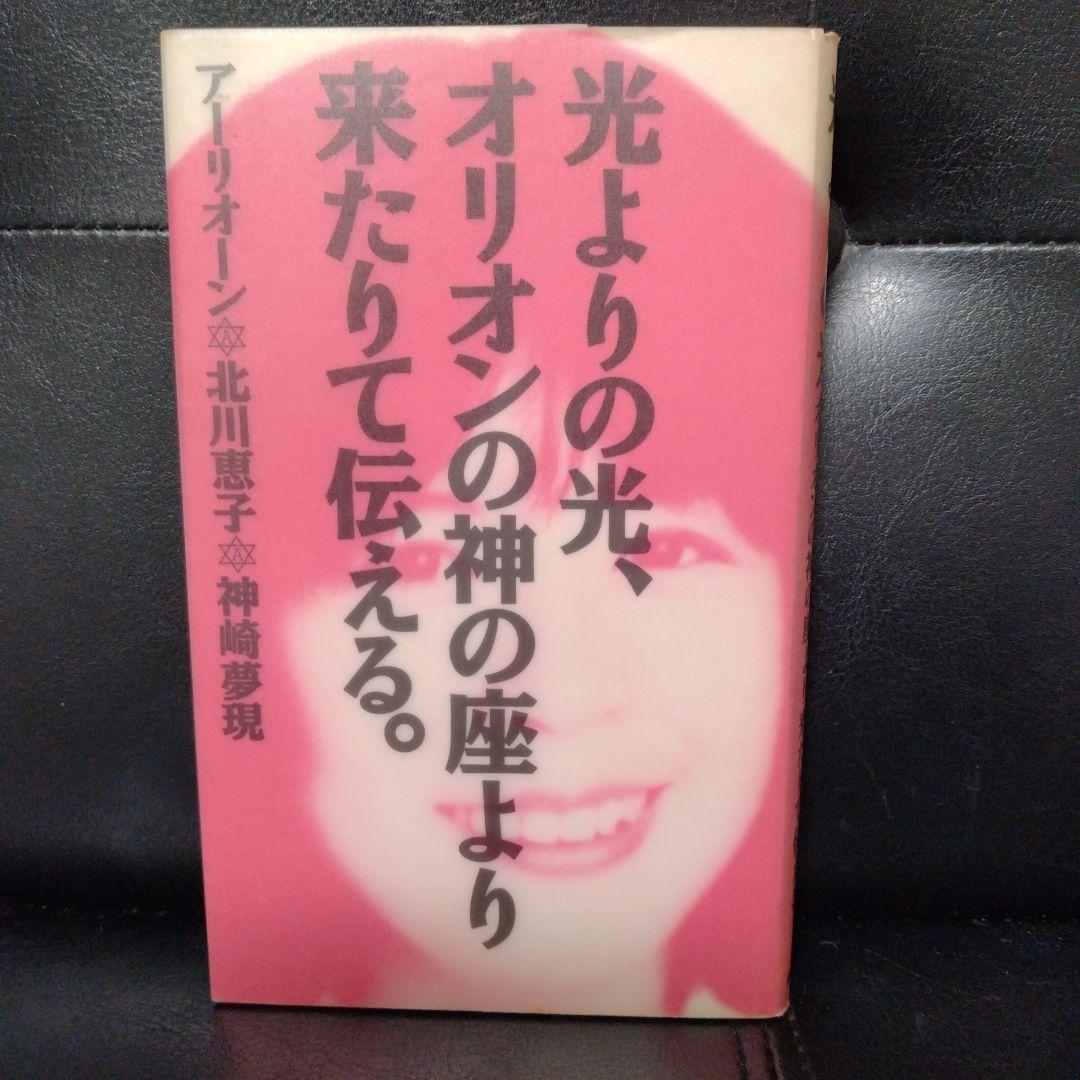 光よりの光、
オリオンの神の座より
来たりて伝える。
アーリオーン✡北川恵子✡神崎夢現